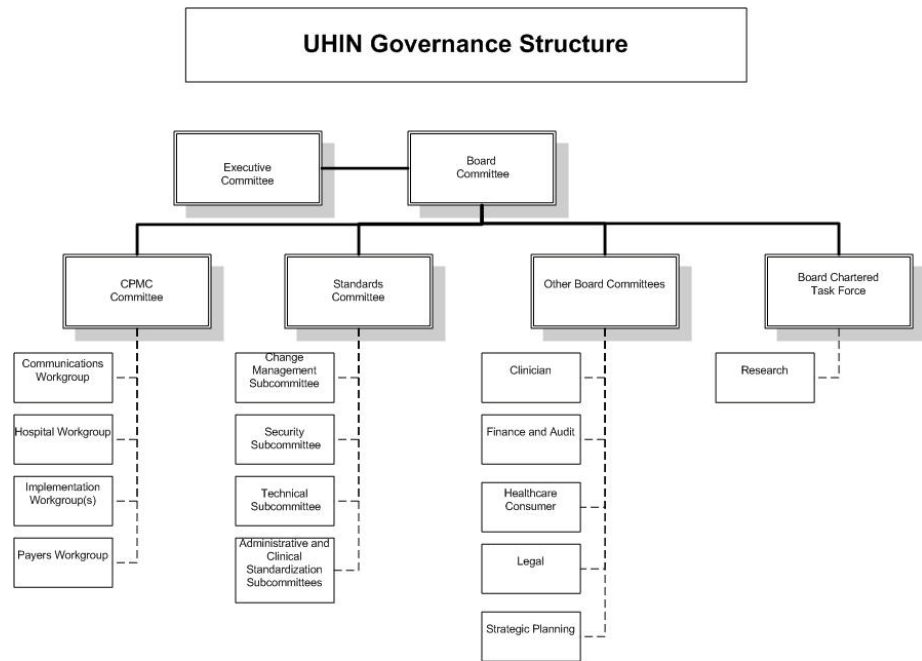 UHIN Governance Structure
Executive
Committee
Board
Committee
CPMC
Committee
Standards
Committee
Other Board Committees
Board Chartered
Task Force
Communications
Workgroup
Hospital Workgroup
Implementation
Workgroup(s)
Payers Workgroup
Change
Management
Subcommittee
Security
Subcommittee
Technical
Subcommittee
Administrative and
Clinical
Standardization
Subcommittees
Clinician
Finance and Audit
Healthcare
Consumer
Legal
Strategic Planning
Research